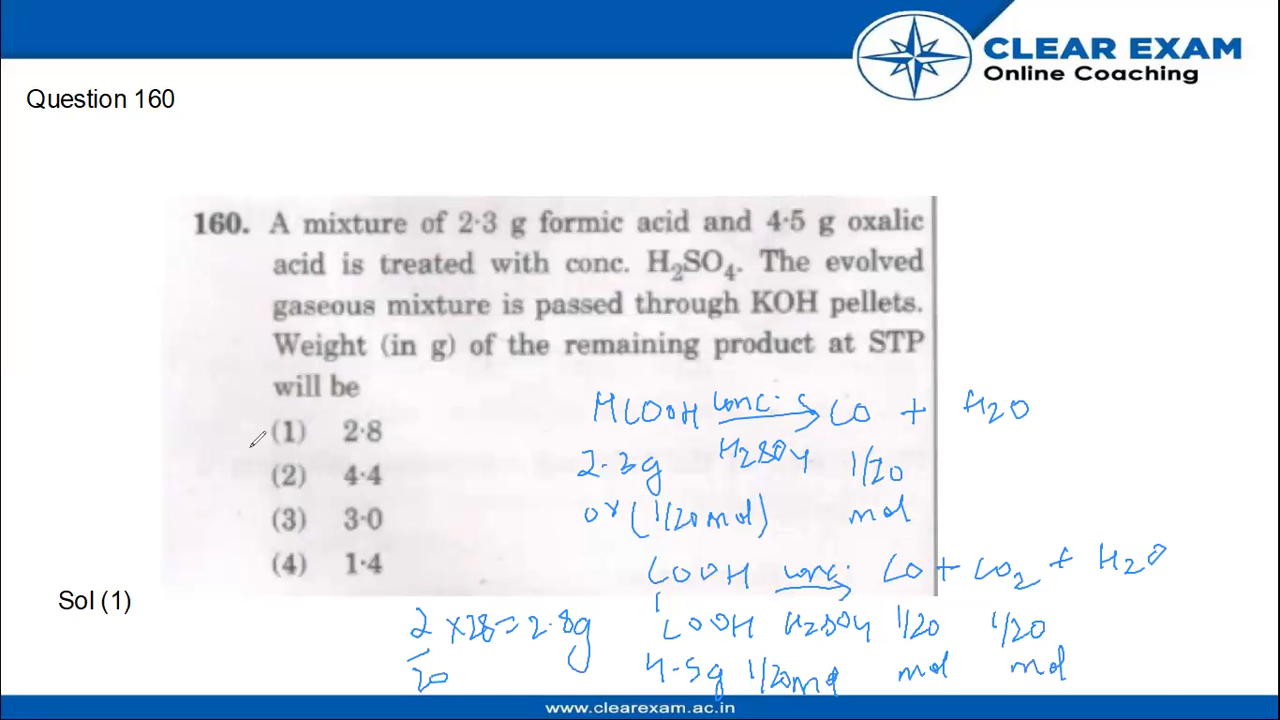 CLEAR EXAM
Online Coaching
Question 160
160. A mixture of 2·3 g formic acid and 4·5 g oxalic
acid is treated with conc. H₂SO₄. The evolved
gaseous mixture is passed through KOH pellets.
Weight (in g) of the remaining product at STP
will be
(1) 2·8
(2) 4·4
(3) 3·0
(4) 1·4
HCOOH conc. → CO + H₂O
2.3g H₂SO₄ 1/20
or (1/20 mol) mol
COOH conc. → CO + CO₂ + H₂O
|
COOH H₂SO₄ 1/20 1/20
4.5g 1/20 mol mol mol
Sol (1)
2/20 × 28 = 2.8g
www.clearexam.ac.in